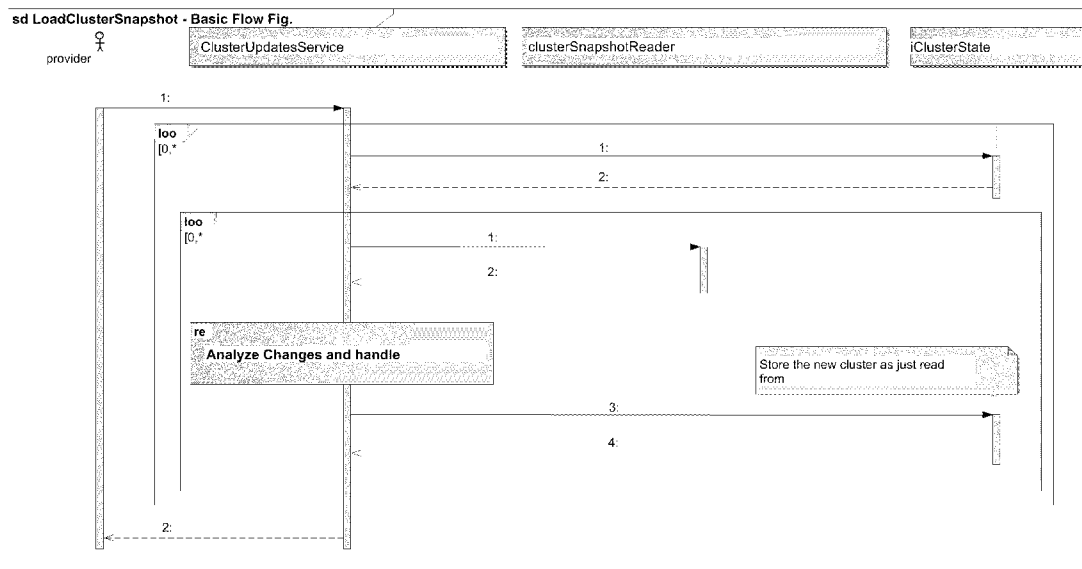 sd LoadClusterSnapshot - Basic Flow Fig.
provider
ClusterUpdatesService
clusterSnapshotReader
iClusterState
1:
loo
[0,*
1:
2:
loo
[0,*
1:
2:
re
Analyze Changes and handle
Store the new cluster as just read
from
3:
4:
2: